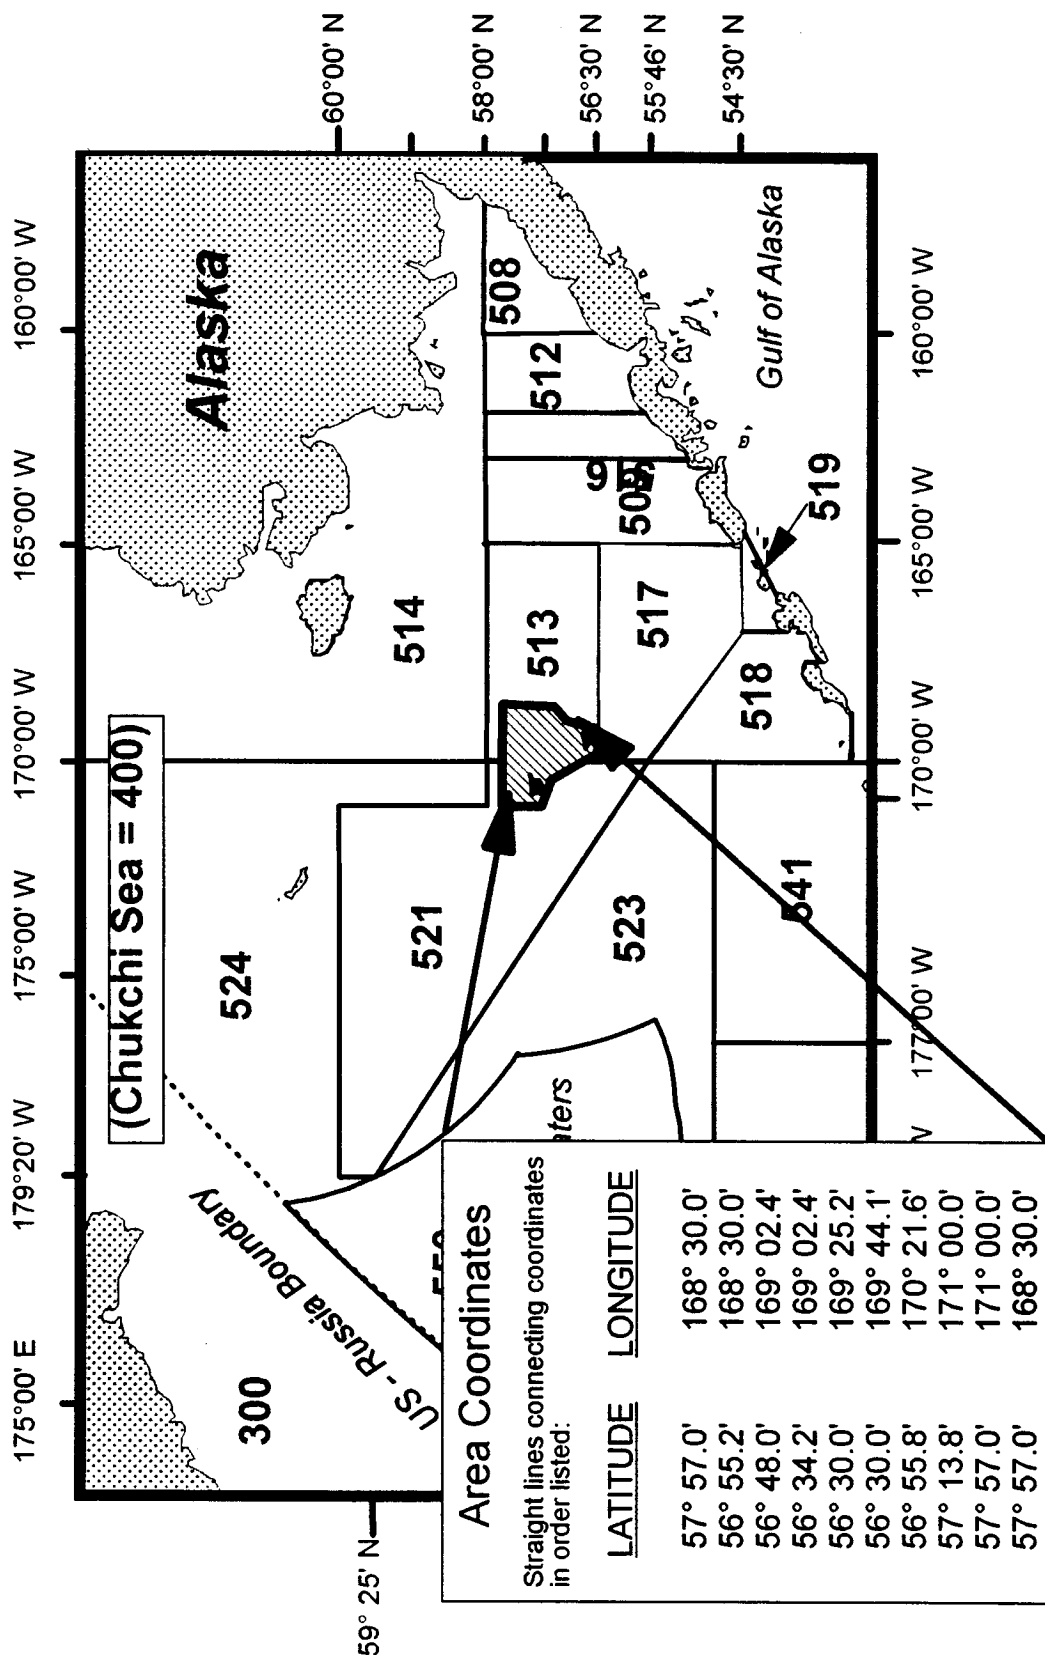 175°00' E
179°20' W
175°00' W
170°00' W
165°00' W
160°00' W
(Chukchi Sea = 400)
Alaska
60°00' N
58°00' N
56°30' N
55°46' N
54°30' N
59° 25' N
300
US - Russia Boundary
524
514
521
513
512
508
509
517
523
518
519
541
Gulf of Alaska
177°00' W
170°00' W
165°00' W
160°00' W
Area Coordinates
Straight lines connecting coordinates
in order listed:
LATITUDE LONGITUDE
57° 57.0' 168° 30.0'
56° 55.2' 168° 30.0'
56° 48.0' 169° 02.4'
56° 34.2' 169° 02.4'
56° 30.0' 169° 25.2'
56° 30.0' 169° 44.1'
56° 55.8' 170° 21.6'
57° 13.8' 171° 00.0'
57° 57.0' 171° 00.0'
57° 57.0' 168° 30.0'